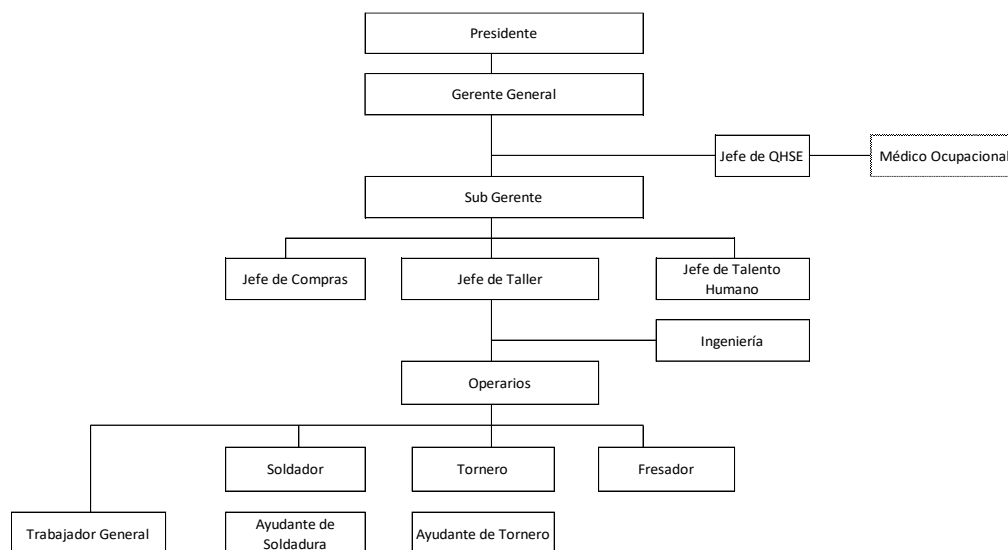 Presidente
Gerente General
Jefe de QHSE
Médico Ocupacional
Sub Gerente
Jefe de Compras
Jefe de Taller
Jefe de Talento
Humano
Ingeniería
Operarios
Soldador
Tornero
Fresador
Trabajador General
Ayudante de
Soldadura
Ayudante de Tornero